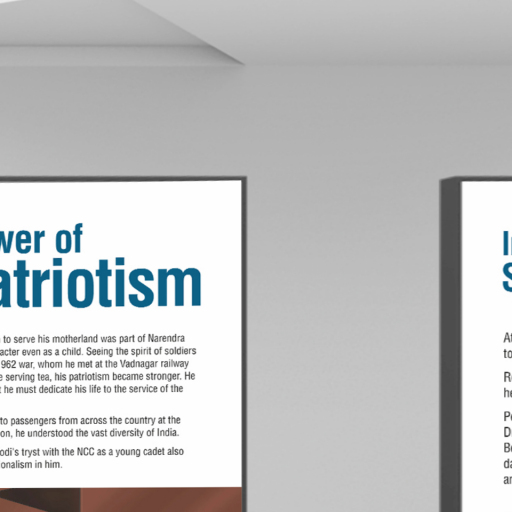 wer of
atriotism
to serve his motherland was part of Narendra
acter even as a child. Seeing the spirit of soldiers
962 war, whom he met at the Vadnagar railway
e serving tea, his patriotism became stronger. He
t he must dedicate his life to the service of the
to passengers from across the country at the
on, he understood the vast diversity of India.
odi's tryst with the NCC as a young cadet also
onalism in him.